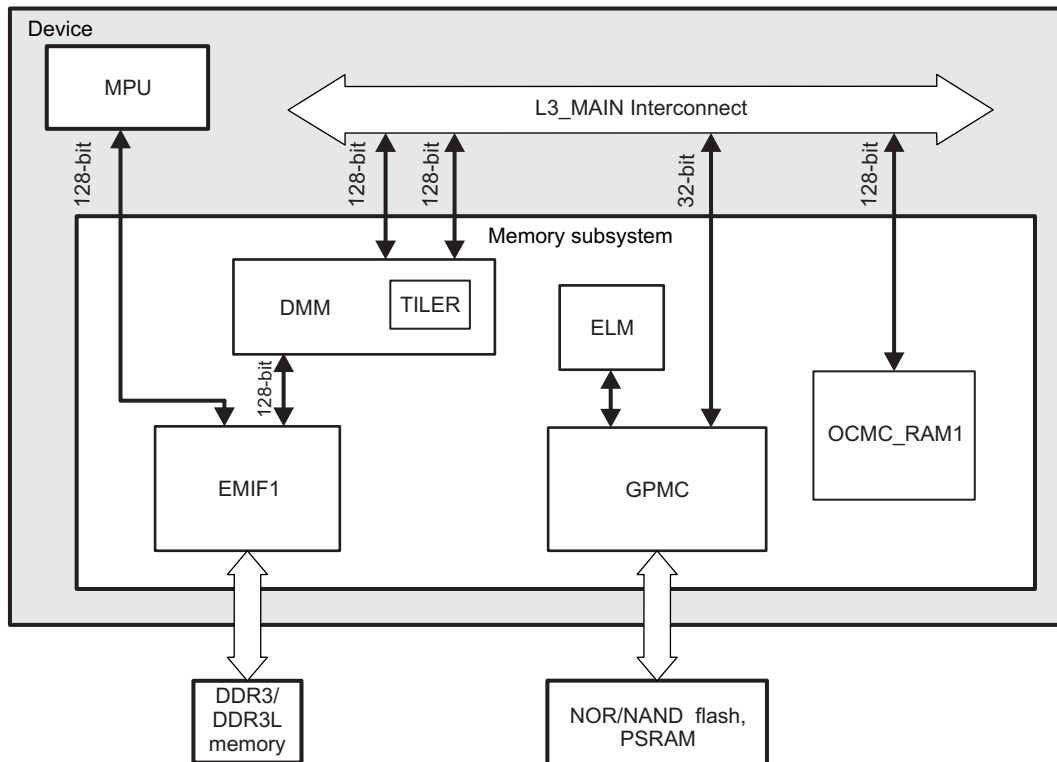 Device
MPU
L3_MAIN Interconnect
128-bit
128-bit
128-bit
32-bit
128-bit
Memory subsystem
DMM
TILER
ELM
128-bit
OCMC_RAM1
EMIF1
GPMC
DDR3/
DDR3L
memory
NOR/NAND flash,
PSRAM